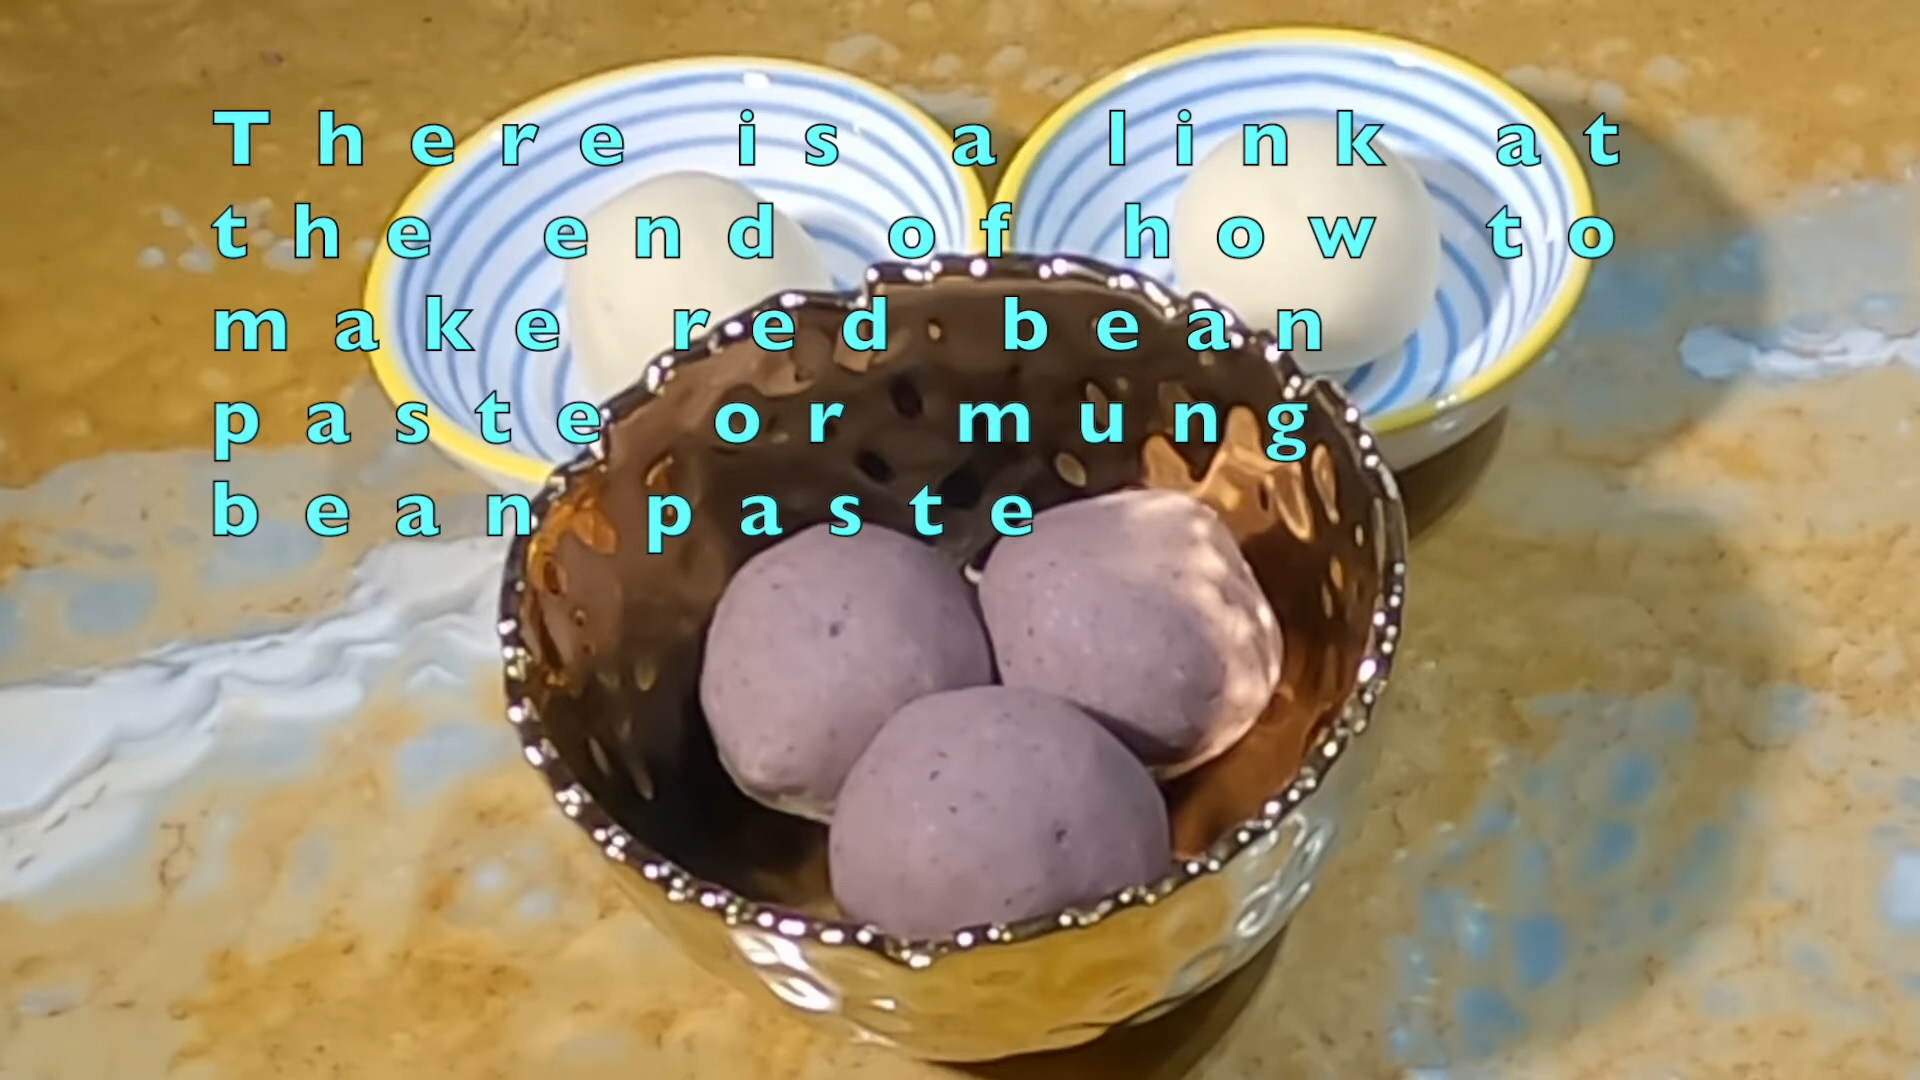 There is a link at
the end of how to
make red bean
paste or mung
bean paste